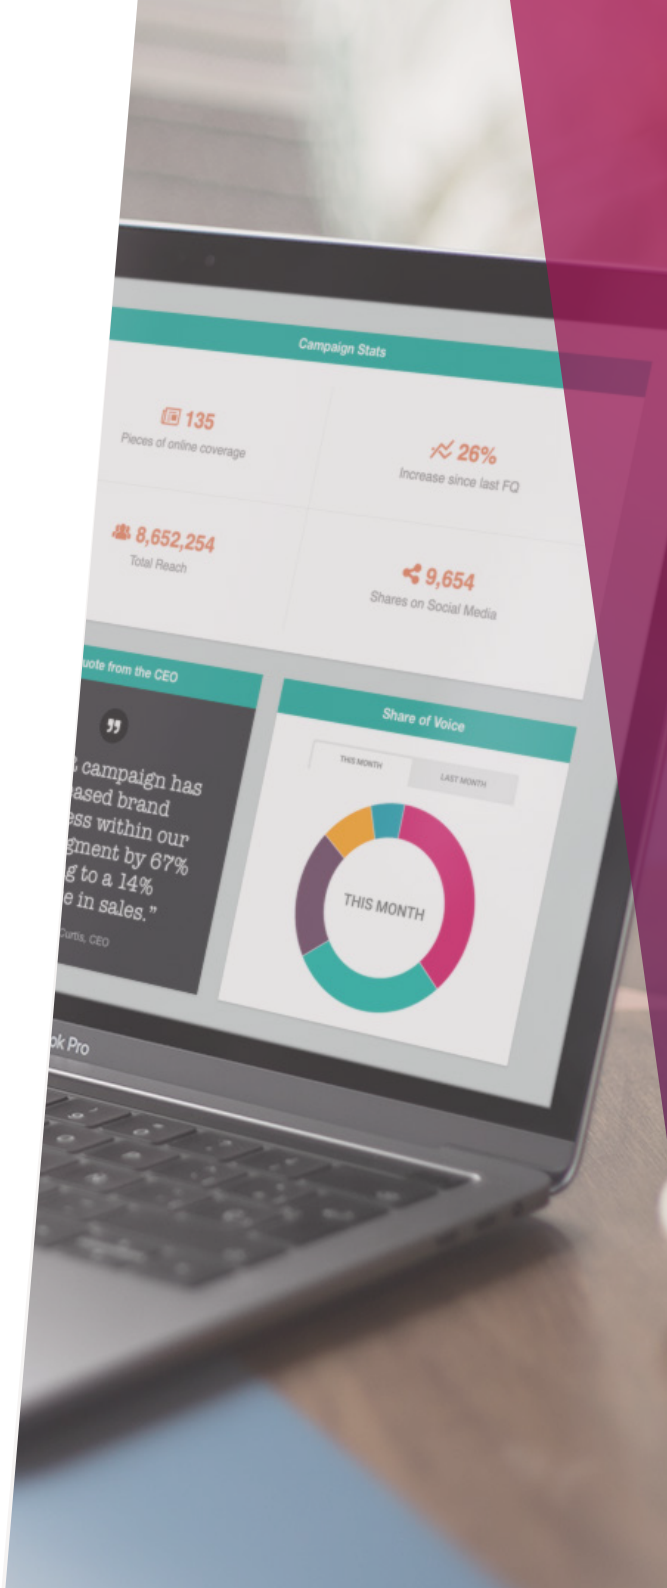 Campaign Stats
135
Pieces of online coverage
26%
Increase since last FQ
8,652,254
Total Reach
9,654
Shares on Social Media
uote from the CEO
campaign has
ased brand
ess within our
gment by 67%
g to a 14%
e in sales.”
Curtis, CEO
Share of Voice
THIS MONTH
LAST MONTH
THIS MONTH
ok Pro